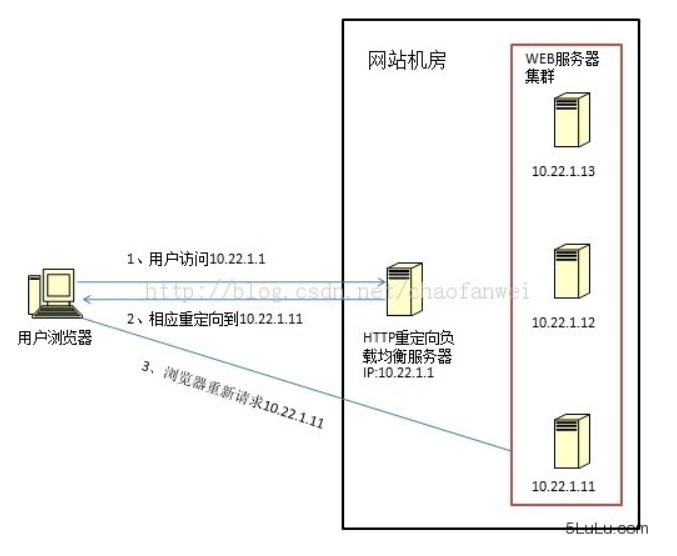 网站机房
WEB服务器
集群
10.22.1.13
1、用户访问10.22.1.1
http://blog.csdn.net/chaofanwei
2、相应重定向到10.22.1.11
用户浏览器
HTTP重定向负
载均衡服务器
IP:10.22.1.1
10.22.1.12
3、浏览器重新请求10.22.1.11
10.22.1.11
5LuLu.com